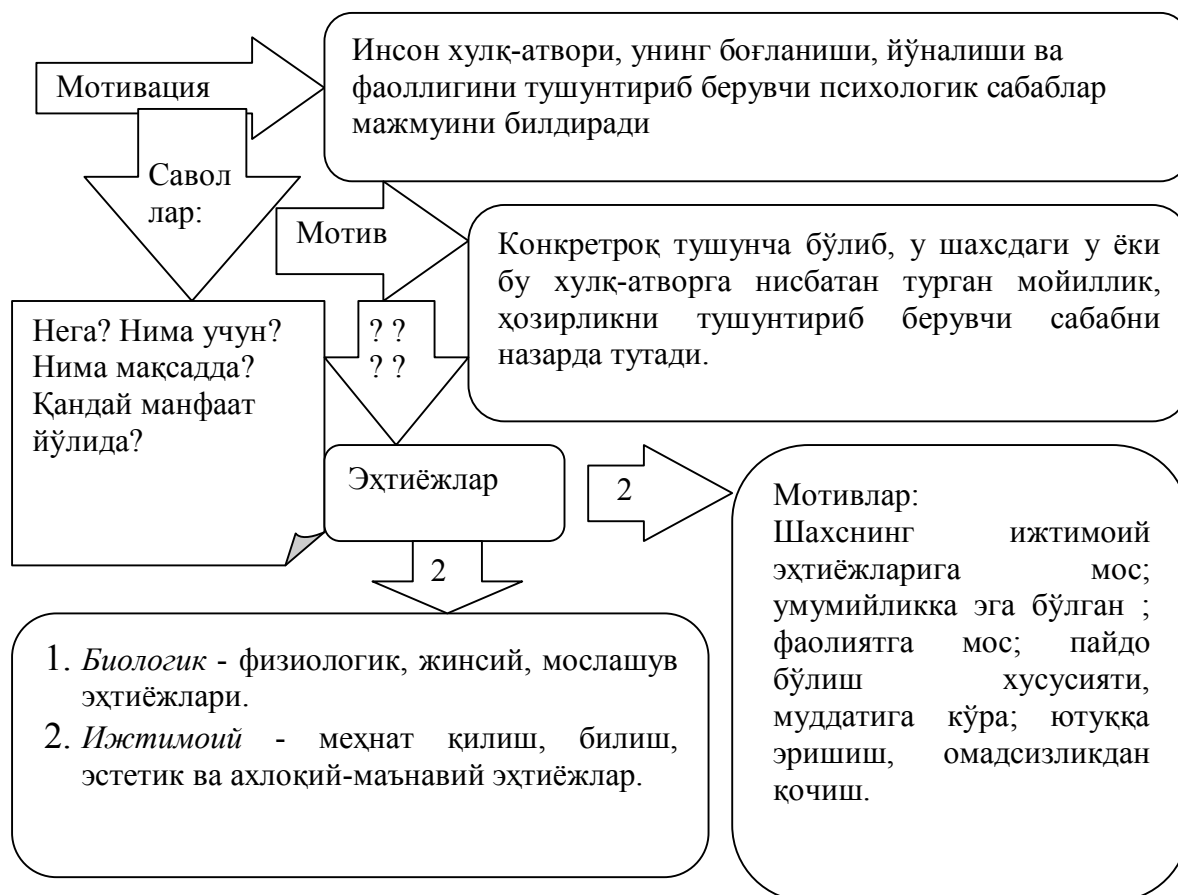 Мотивация
Инсон хулқ-атвори, унинг боғланиши, йўналиши ва
фаоллигини тушунтириб берувчи психологик сабаблар
мажмуини билдиради
Савол
лар:
Мотив
Конкретроқ тушунча бўлиб, у шахсдаги у ёки
бу хулқ-атворга нисбатан турган мойиллик,
ҳозирликни тушунтириб берувчи сабабни
назарда тутади.
Нега? Нима учун?
Нима мақсадда?
Қандай манфаат
йўлида?
? ?
? ?
Эҳтиёжлар
2
2
Мотивлар:
Шахснинг ижтимоий
эҳтиёжларига мос;
умумийликка эга бўлган ;
фаолиятга мос; пайдо
бўлиш хусусияти,
муддатига кўра; ютуққа
эришиш, омадсизликдан
қочиш.
1. Биологик - физиологик, жинсий, мослашув
эҳтиёжлари.
2. Ижтимоий - меҳнат қилиш, билиш,
эстетик ва ахлоқий-маънавий эҳтиёжлар.